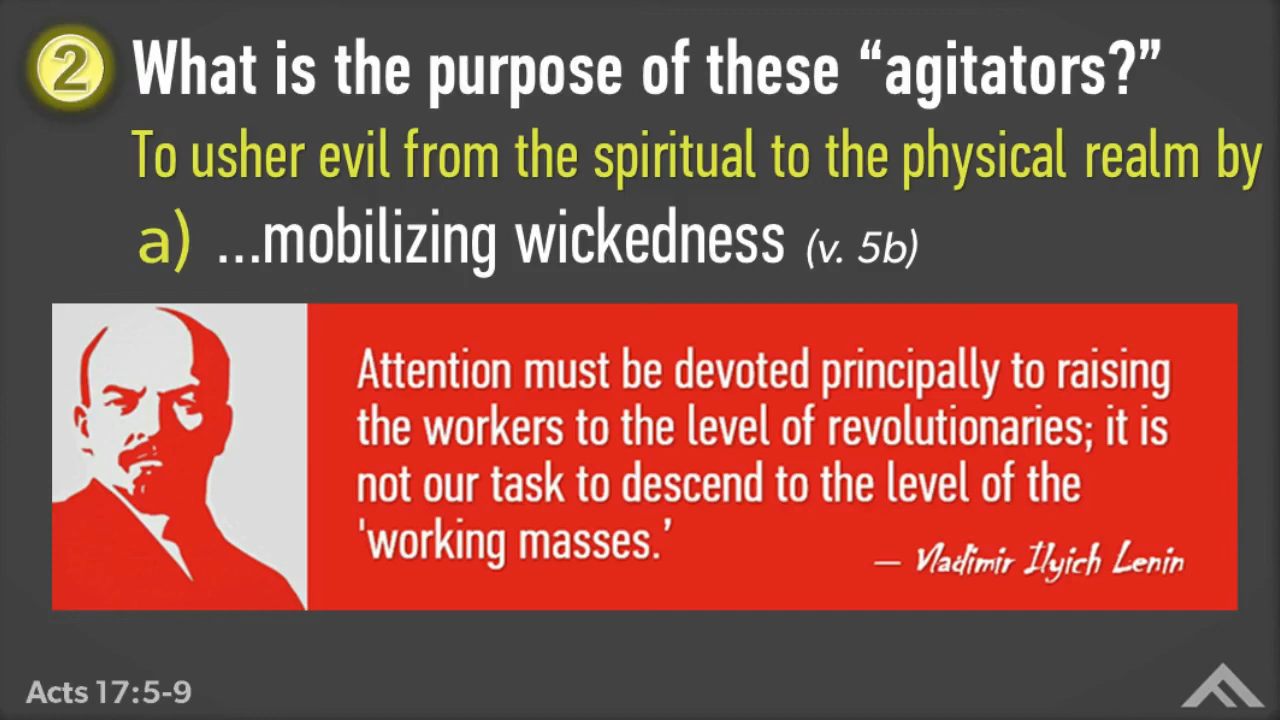 2 What is the purpose of these “agitators?”
To usher evil from the spiritual to the physical realm by
a) ...mobilizing wickedness (v. 5b)
Attention must be devoted principally to raising
the workers to the level of revolutionaries; it is
not our task to descend to the level of the
'working masses.’
— Vladimir Ilyich Lenin
Acts 17:5-9